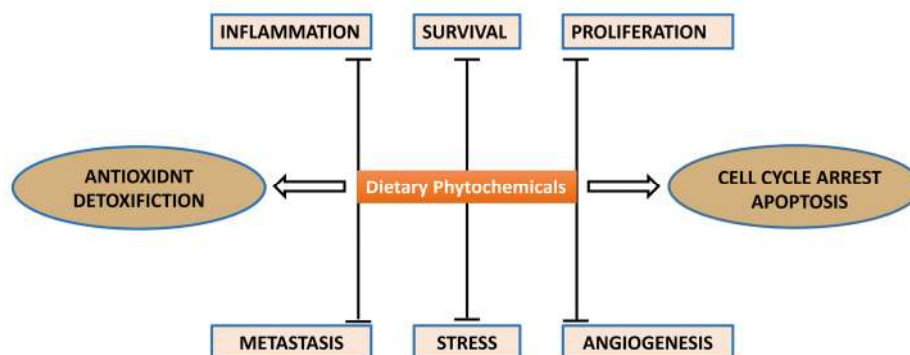 INFLAMMATION
SURVIVAL
PROLIFERATION
ANTIOXIDNT
DETOXIFICTION
Dietary Phytochemicals
CELL CYCLE ARREST
APOPTOSIS
METASTASIS
STRESS
ANGIOGENESIS